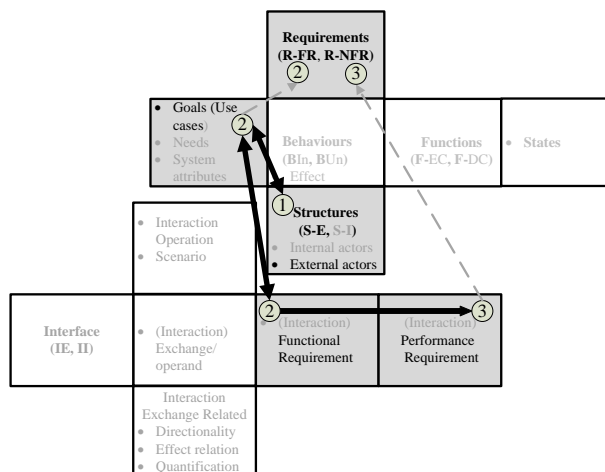 Requirements
(R-FR, R-NFR)
2
3
• Goals (Use
cases)
2
• Needs
• System
attributes
Behaviours
(BIn, BUn)
Effect
Functions
(F-EC, F-DC)
• States
1
Structures
(S-E, S-I)
• Internal actors
• External actors
• Interaction
Operation
• Scenario
Interface
(IE, II)
• (Interaction)
Exchange/
operand
2
• (Interaction)
Functional
Requirement
3
(Interaction)
Performance
Requirement
Interaction
Exchange Related
• Directionality
• Effect relation
• Quantification